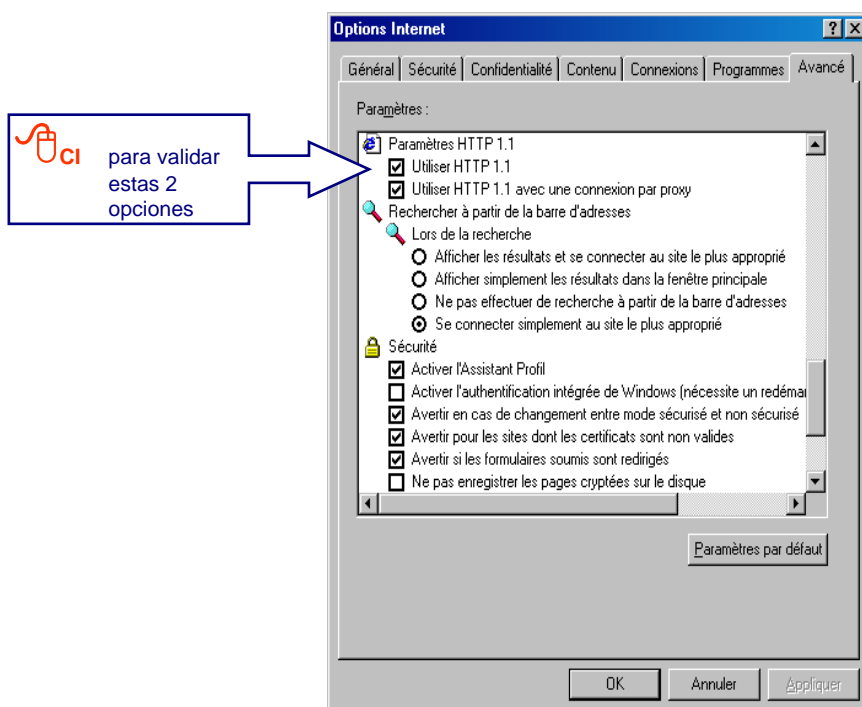 Options Internet
Général Sécurité Confidentialité Contenu Connexions Programmes Avancé
Paramètres :
CI para validar
estas 2
opciones
Paramètres HTTP 1.1
Utiliser HTTP 1.1
Utiliser HTTP 1.1 avec une connexion par proxy
Rechercher à partir de la barre d'adresses
Lors de la recherche
Afficher les résultats et se connecter au site le plus approprié
Afficher simplement les résultats dans la fenêtre principale
Ne pas effectuer de recherche à partir de la barre d'adresses
Se connecter simplement au site le plus approprié
Sécurité
Activer l'Assistant Profil
Activer l'authentification intégrée de Windows (nécessite un redémar
Avertir en cas de changement entre mode sécurisé et non sécurisé
Avertir pour les sites dont les certificats sont non valides
Avertir si les formulaires soumis sont redirigés
Ne pas enregistrer les pages cryptées sur le disque
Paramètres par défaut
OK Annuler Appliquer